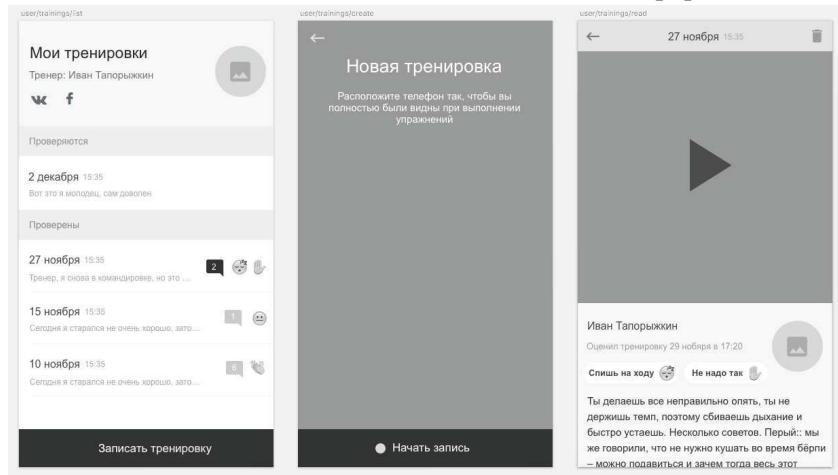 user/trainings/list
Мои тренировки
Тренер: Иван Тапорыжкин
Проверяются
2 декабря 15:35
Вот это я молодец, сам доволен
Проверены
27 ноября 15:35
Тренер, я снова в командировке, но это ...
2
15 ноября 15:35
Сегодня я старался не очень хорошо, зато...
1
10 ноября 15:35
Сегодня я старался не очень хорошо, зато...
6
Записать тренировку
user/trainings/create
Новая тренировка
Расположите телефон так, чтобы вы
полностью были видны при выполнении
упражнений
Начать запись
user/trainings/read
27 ноября 15:35
Иван Тапорыжкин
Оценил тренировку 29 нобяря в 17:20
Спишь на ходу
Не надо так
Ты делаешь все неправильно опять, ты не
держишь темп, поэтому сбиваешь дыхание и
быстро устаешь. Несколько советов. Перый:: мы
же говорили, что не нужно кушать во время бёрпи
– можно подавиться и зачем тогда весь этот